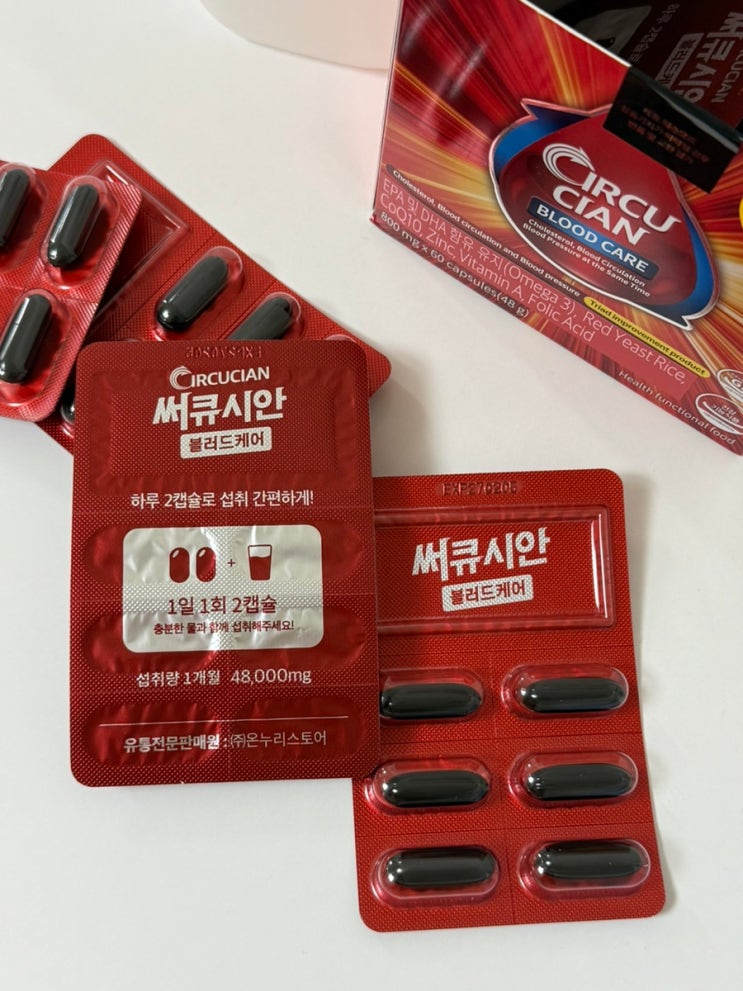 CIRCU
CIAN
BLOOD CARE
Cholesterol, Blood Circulation
Blood Pressure at the Same Time
Cholesterol, Blood circulation and Blood pressure
Triad improvement product
EPA 및 DHA 함유 유지(Omega 3), Red Yeast Rice,
CoQ10, Zinc, Vitamin A, Folic Acid
800 mg x 60 capsules(48 g)
Health functional food
CIRCUCIAN
써큐시안
블러드케어
하루 2캡슐로 섭취 간편하게!
+
1일 1회 2캡슐
충분한 물과 함께 섭취해주세요!
섭취량 1개월 48,000mg
유통전문판매원 : ㈜온누리스토어
EXP270205
써큐시안
블러드케어